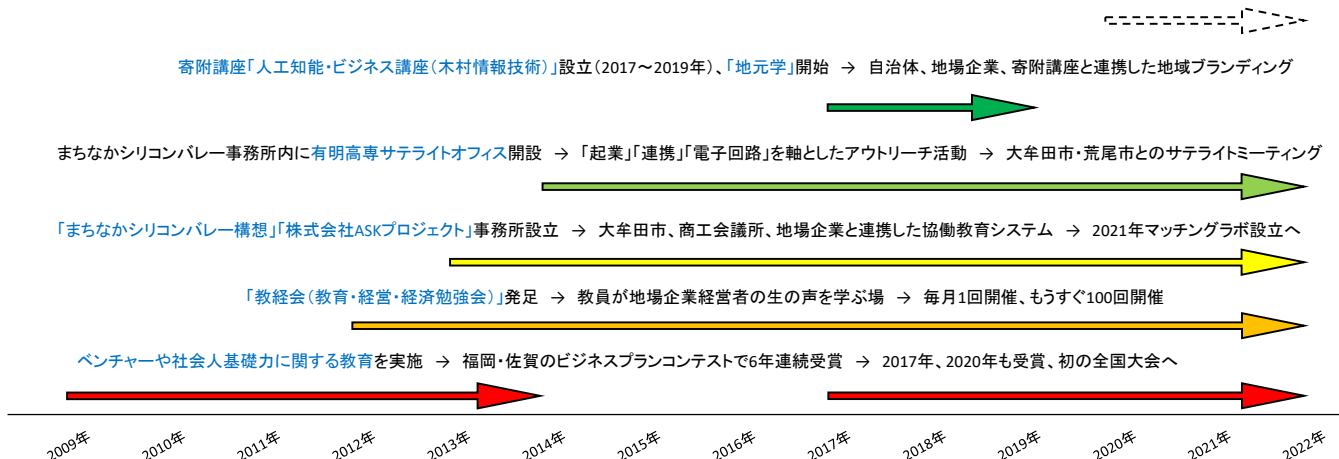 寄附講座「人工知能・ビジネス講座(木村情報技術)」設立(2017～2019年)、「地元学」開始 → 自治体、地場企業、寄附講座と連携した地域ブランディング
まちなかシリコンバレー事務所内に有明高専サテライトオフィス開設 → 「起業」「連携」「電子回路」を軸としたアウトリーチ活動 → 大牟田市・荒尾市とのサテライトミーティング
「まちなかシリコンバレー構想」「株式会社ASKプロジェクト」事務所設立 → 大牟田市、商工会議所、地場企業と連携した協働教育システム → 2021年マッチングラボ設立へ
「教経会(教育・経営・経済勉強会)」発足 → 教員が地場企業経営者の生の声を学ぶ場 → 毎月1回開催、もうすぐ100回開催
ベンチャーや社会人基礎力に関する教育を実施 → 福岡・佐賀のビジネスプランコンテストで6年連続受賞 → 2017年、2020年も受賞、初の全国大会へ
2009年 2010年 2011年 2012年 2013年 2014年 2015年 2016年 2017年 2018年 2019年 2020年 2021年 2022年